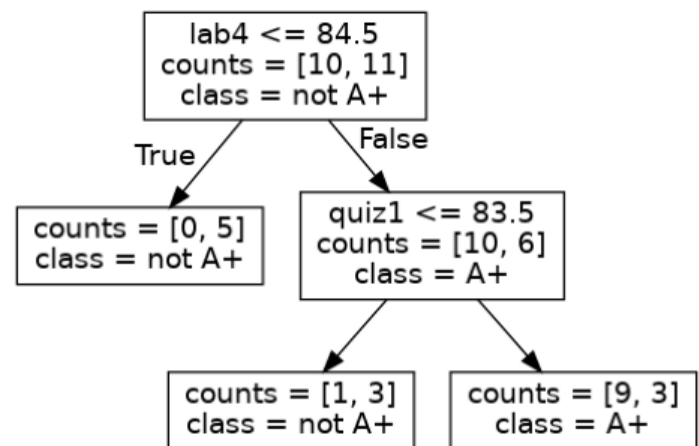 lab4 <= 84.5
counts = [10, 11]
class = not A+
True
False
counts = [0, 5]
class = not A+
quiz1 <= 83.5
counts = [10, 6]
class = A+
counts = [1, 3]
class = not A+
counts = [9, 3]
class = A+